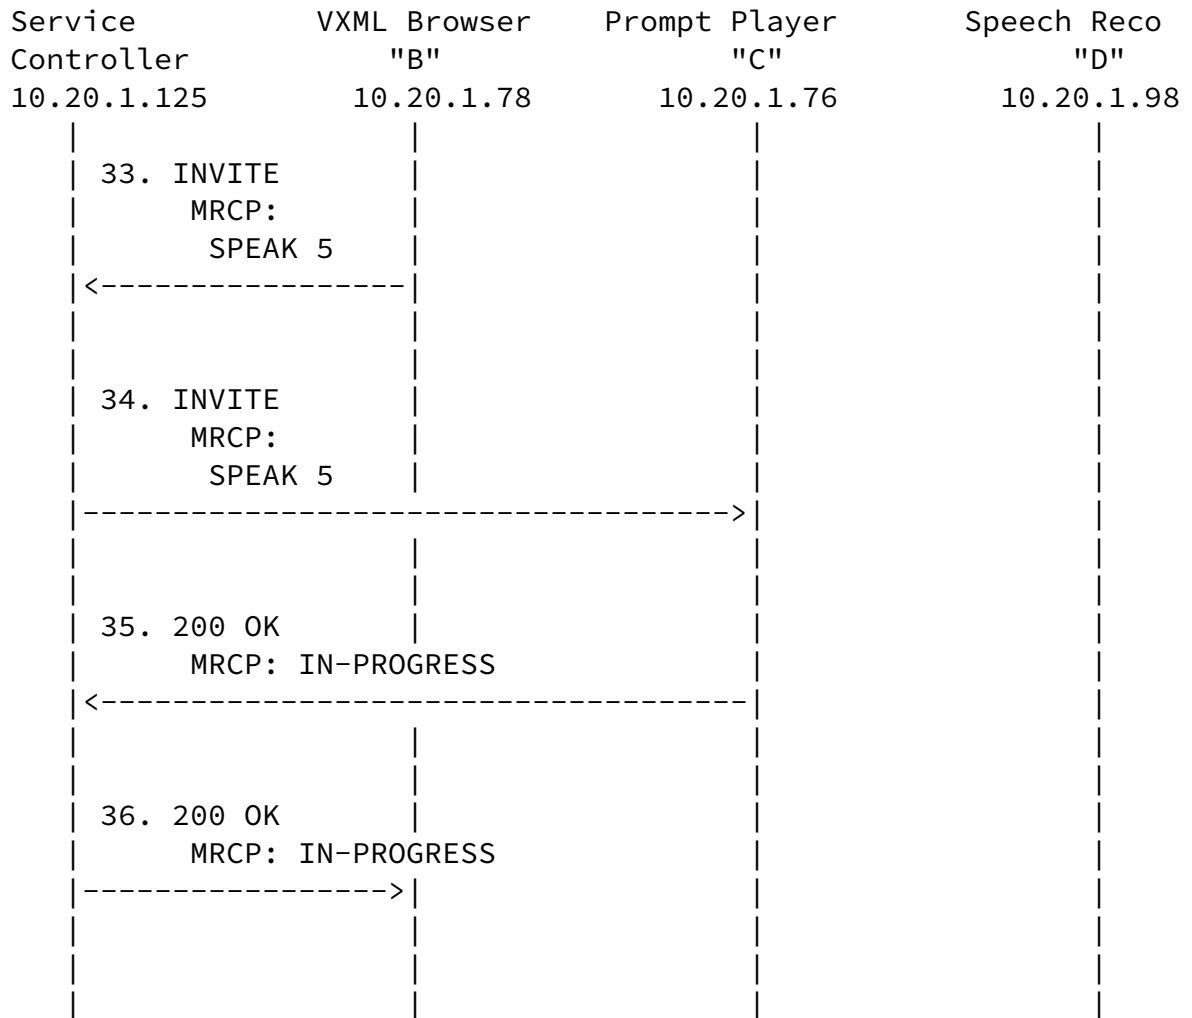 Service VXML Browser Prompt Player Speech Reco
Controller "B" "C" "D"
10.20.1.125 10.20.1.78 10.20.1.76 10.20.1.98
33. INVITE
MRCP:
SPEAK 5
34. INVITE
MRCP:
SPEAK 5
35. 200 OK
MRCP: IN-PROGRESS
36. 200 OK
MRCP: IN-PROGRESS